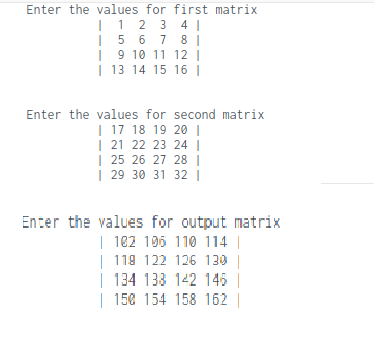 Enter the values for first matrix
| 1 2 3 4 |
| 5 6 7 8 |
| 9 10 11 12 |
| 13 14 15 16 |
Enter the values for second matrix
| 17 18 19 20 |
| 21 22 23 24 |
| 25 26 27 28 |
| 29 30 31 32 |
Enter the values for output matrix
| 102 106 110 114 |
| 118 122 126 130 |
| 134 138 142 146 |
| 150 154 158 162 |